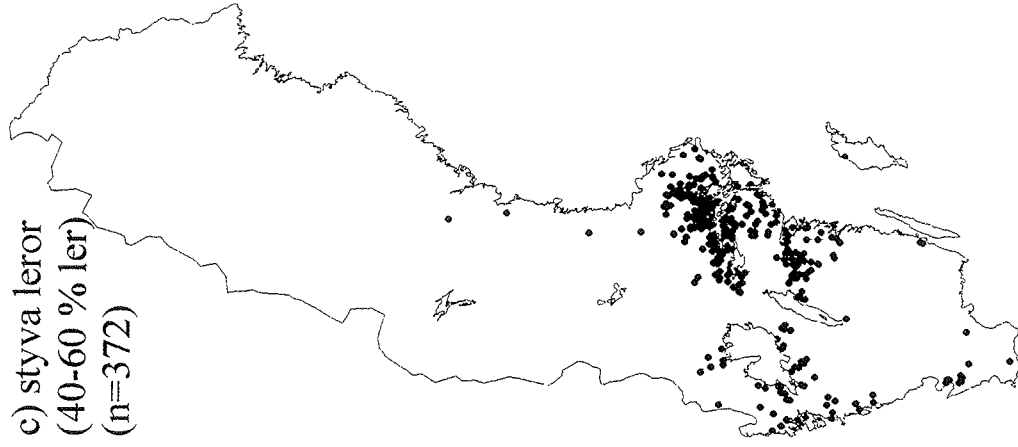 c) styva leror
(40-60 % ler)
(n=372)